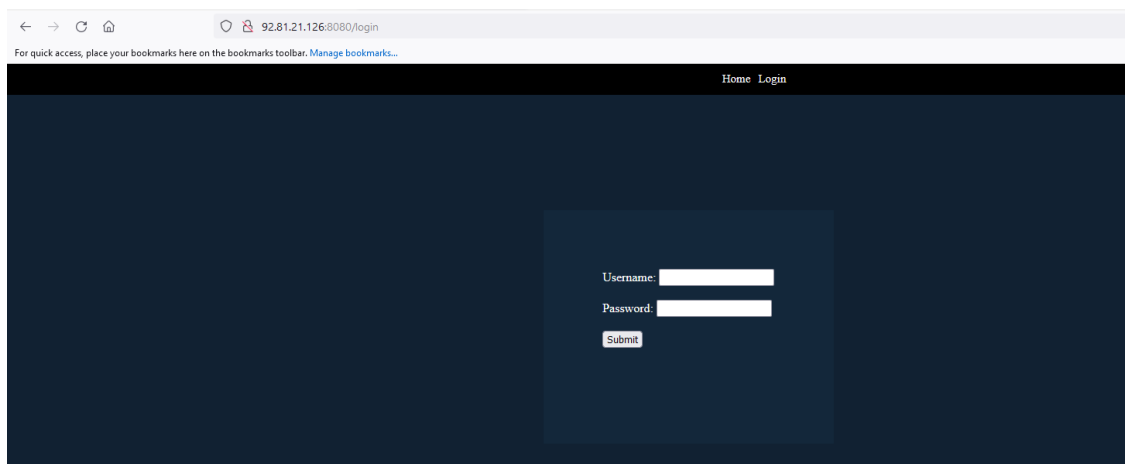 92.81.21.126:8080/login
For quick access, place your bookmarks here on the bookmarks toolbar. Manage bookmarks...
Home Login
Username:
Password:
Submit